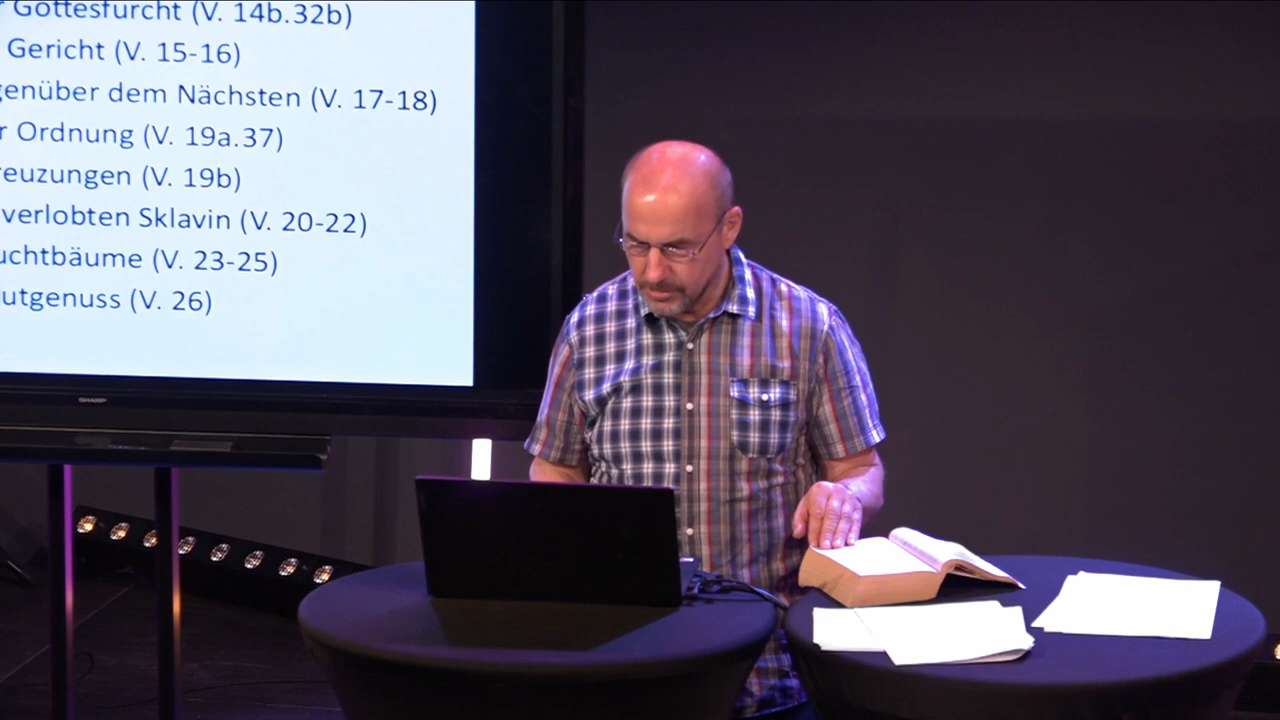 Gottesfurcht (V. 14b.32b)
Gericht (V. 15-16)
genüber dem Nächsten (V. 17-18)
r Ordnung (V. 19a.37)
reuzungen (V. 19b)
verlobten Sklavin (V. 20-22)
uchtbäume (V. 23-25)
utgenuss (V. 26)
SHARP